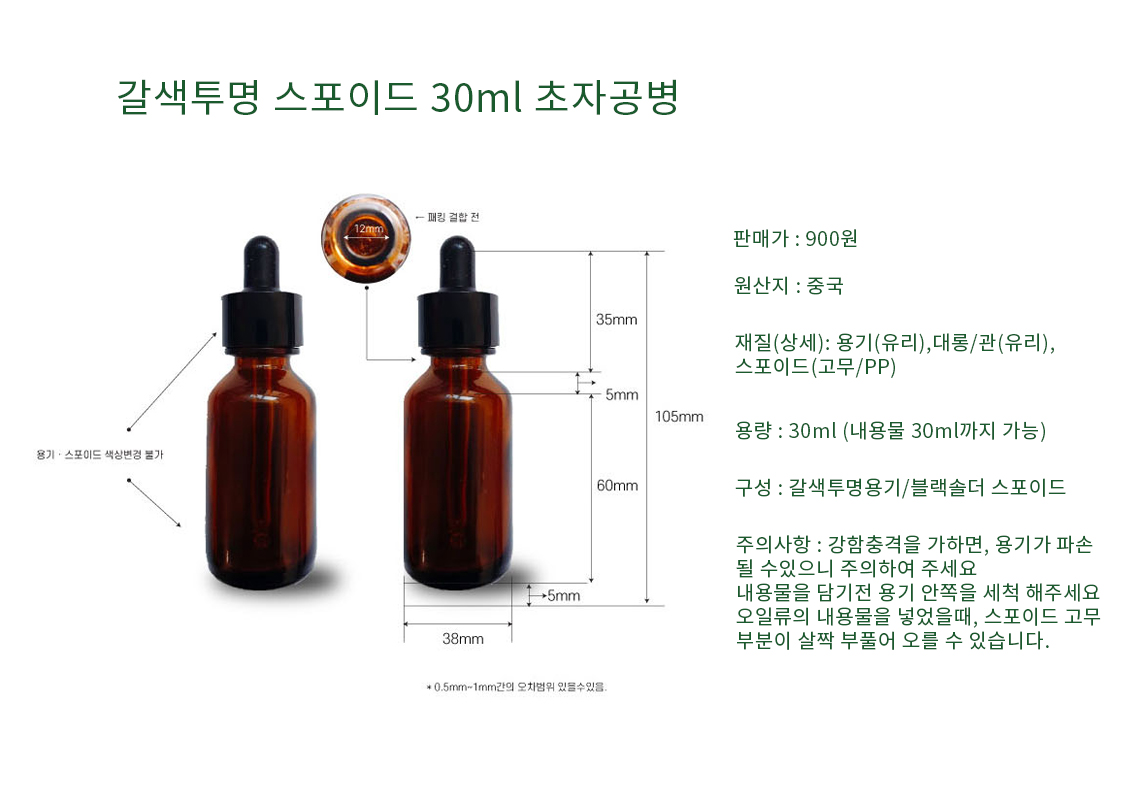 갈색투명 스포이드 30ml 초자공병
← 패킹 결합 전
12mm
35mm
5mm
105mm
60mm
5mm
38mm
용기 · 스포이드 색상변경 불가
* 0.5mm~1mm간의 오차범위 있을수있음.
판매가 : 900원
원산지 : 중국
재질(상세): 용기(유리),대롱/관(유리),
스포이드(고무/PP)
용량 : 30ml (내용물 30ml까지 가능)
구성 : 갈색투명용기/블랙솔더 스포이드
주의사항 : 강함충격을 가하면, 용기가 파손
될 수있으니 주의하여 주세요
내용물을 담기전 용기 안쪽을 세척 해주세요
오일류의 내용물을 넣었을때, 스포이드 고무
부분이 살짝 부풀어 오를 수 있습니다.